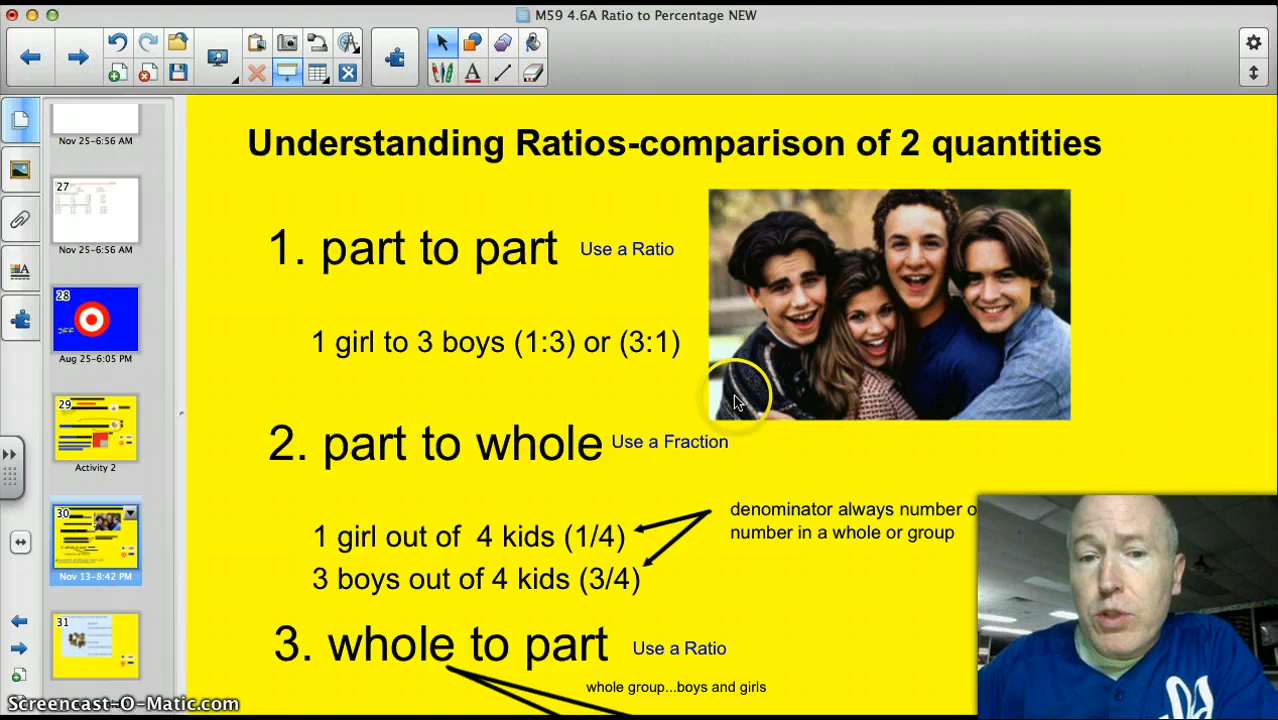 M59 4.6A Ratio to Percentage NEW
Nov 25-6:56 AM
27
Nov 25-6:56 AM
28
OFF
Aug 25-6:05 PM
29
Activity 2
30
Nov 13-8:42 PM
31
Understanding Ratios-comparison of 2 quantities
1. part to part Use a Ratio
1 girl to 3 boys (1:3) or (3:1)
2. part to whole Use a Fraction
denominator always number o
number in a whole or group
1 girl out of 4 kids (1/4)
3 boys out of 4 kids (3/4)
3. whole to part Use a Ratio
whole group...boys and girls
Screencast-O-Matic.com